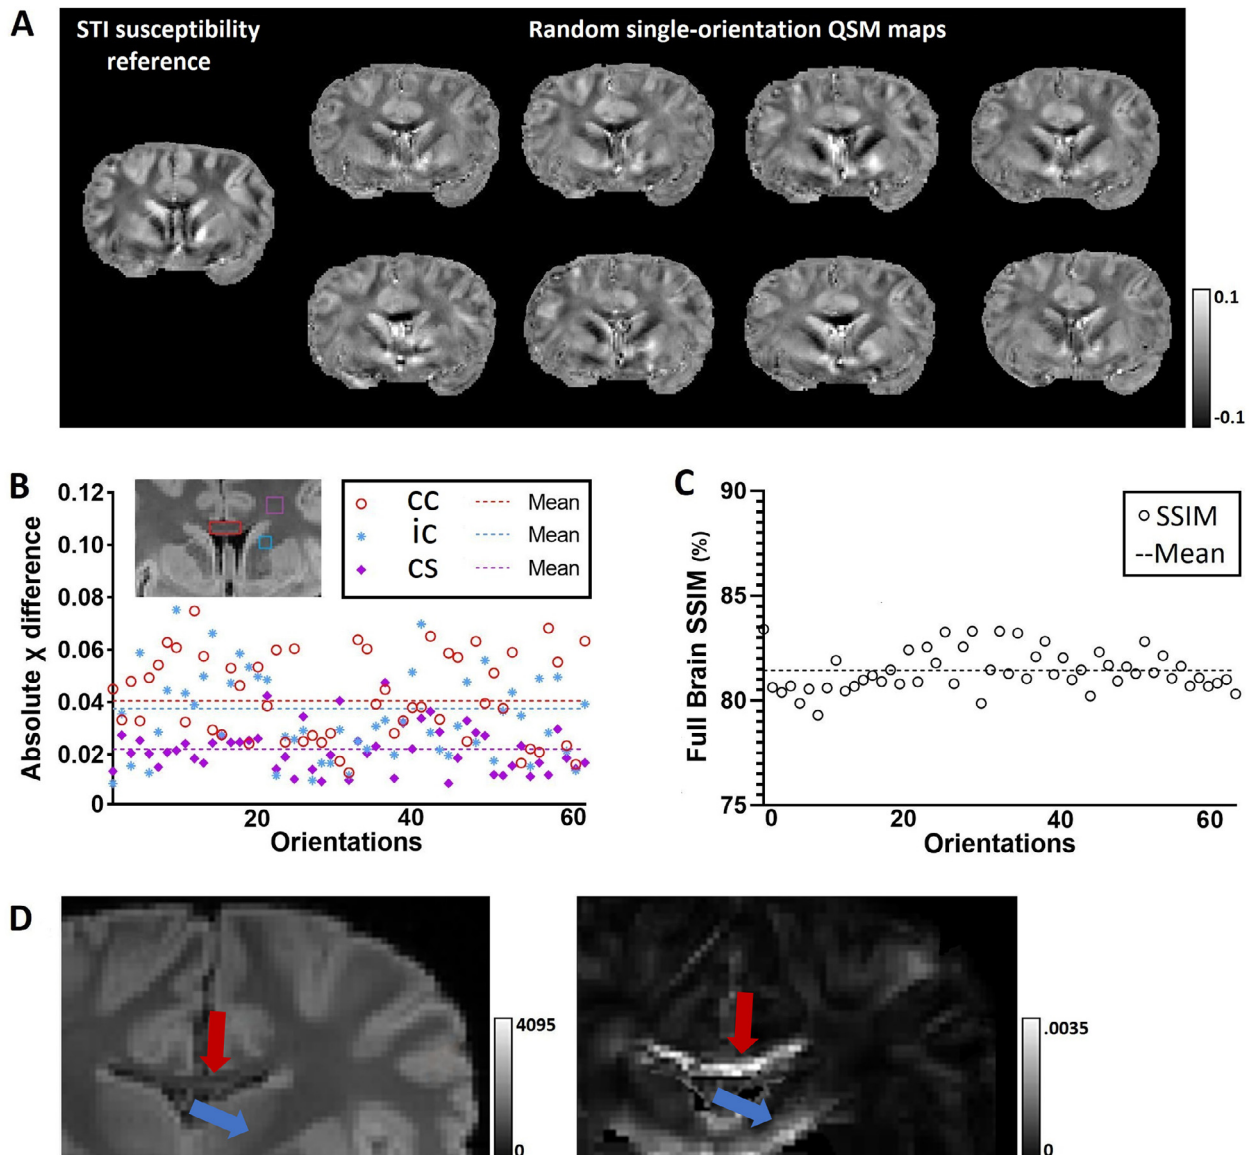 A
STI susceptibility
reference
Random single-orientation QSM maps
0.1
-0.1
B
0.12
0.10
0.08
0.06
0.04
0.02
0
Absolute χ difference
20
40
60
Orientations
CC
Mean
iC
Mean
CS
Mean
C
90
85
80
75
Full Brain SSIM (%)
0
20
40
60
Orientations
SSIM
--Mean
D
4095
0
.0035
0